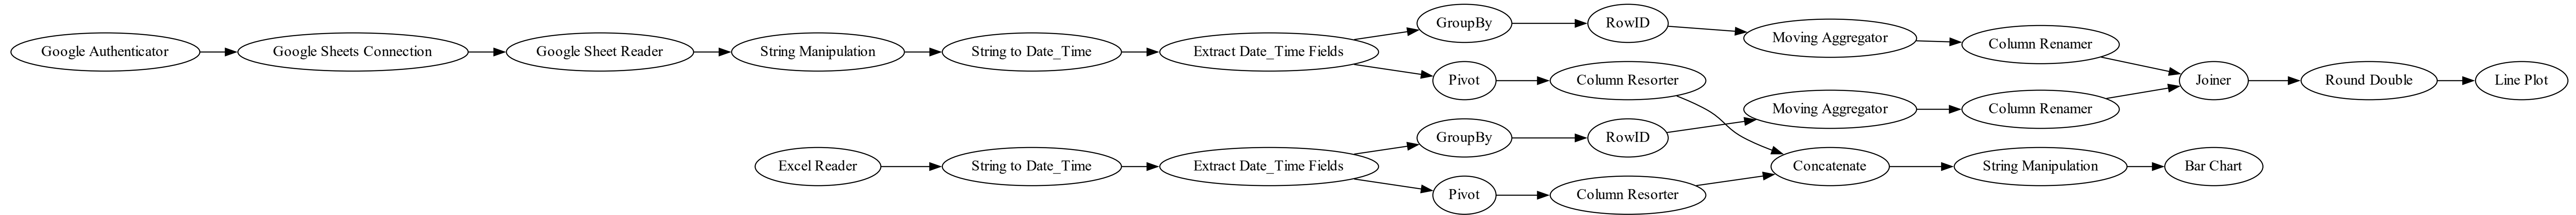 GroupBy
RowID
Google Authenticator
Google Sheets Connection
Google Sheet Reader
String Manipulation
String to Date_Time
Extract Date_Time Fields
Moving Aggregator
Column Renamer
Pivot
Column Resorter
Joiner
Round Double
Line Plot
Moving Aggregator
Column Renamer
GroupBy
RowID
Excel Reader
String to Date_Time
Extract Date_Time Fields
Concatenate
String Manipulation
Bar Chart
Pivot
Column Resorter